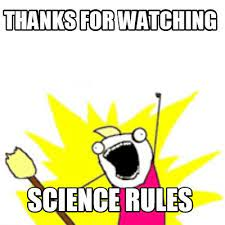 THANKS FOR WATCHING
SCIENCE RULES